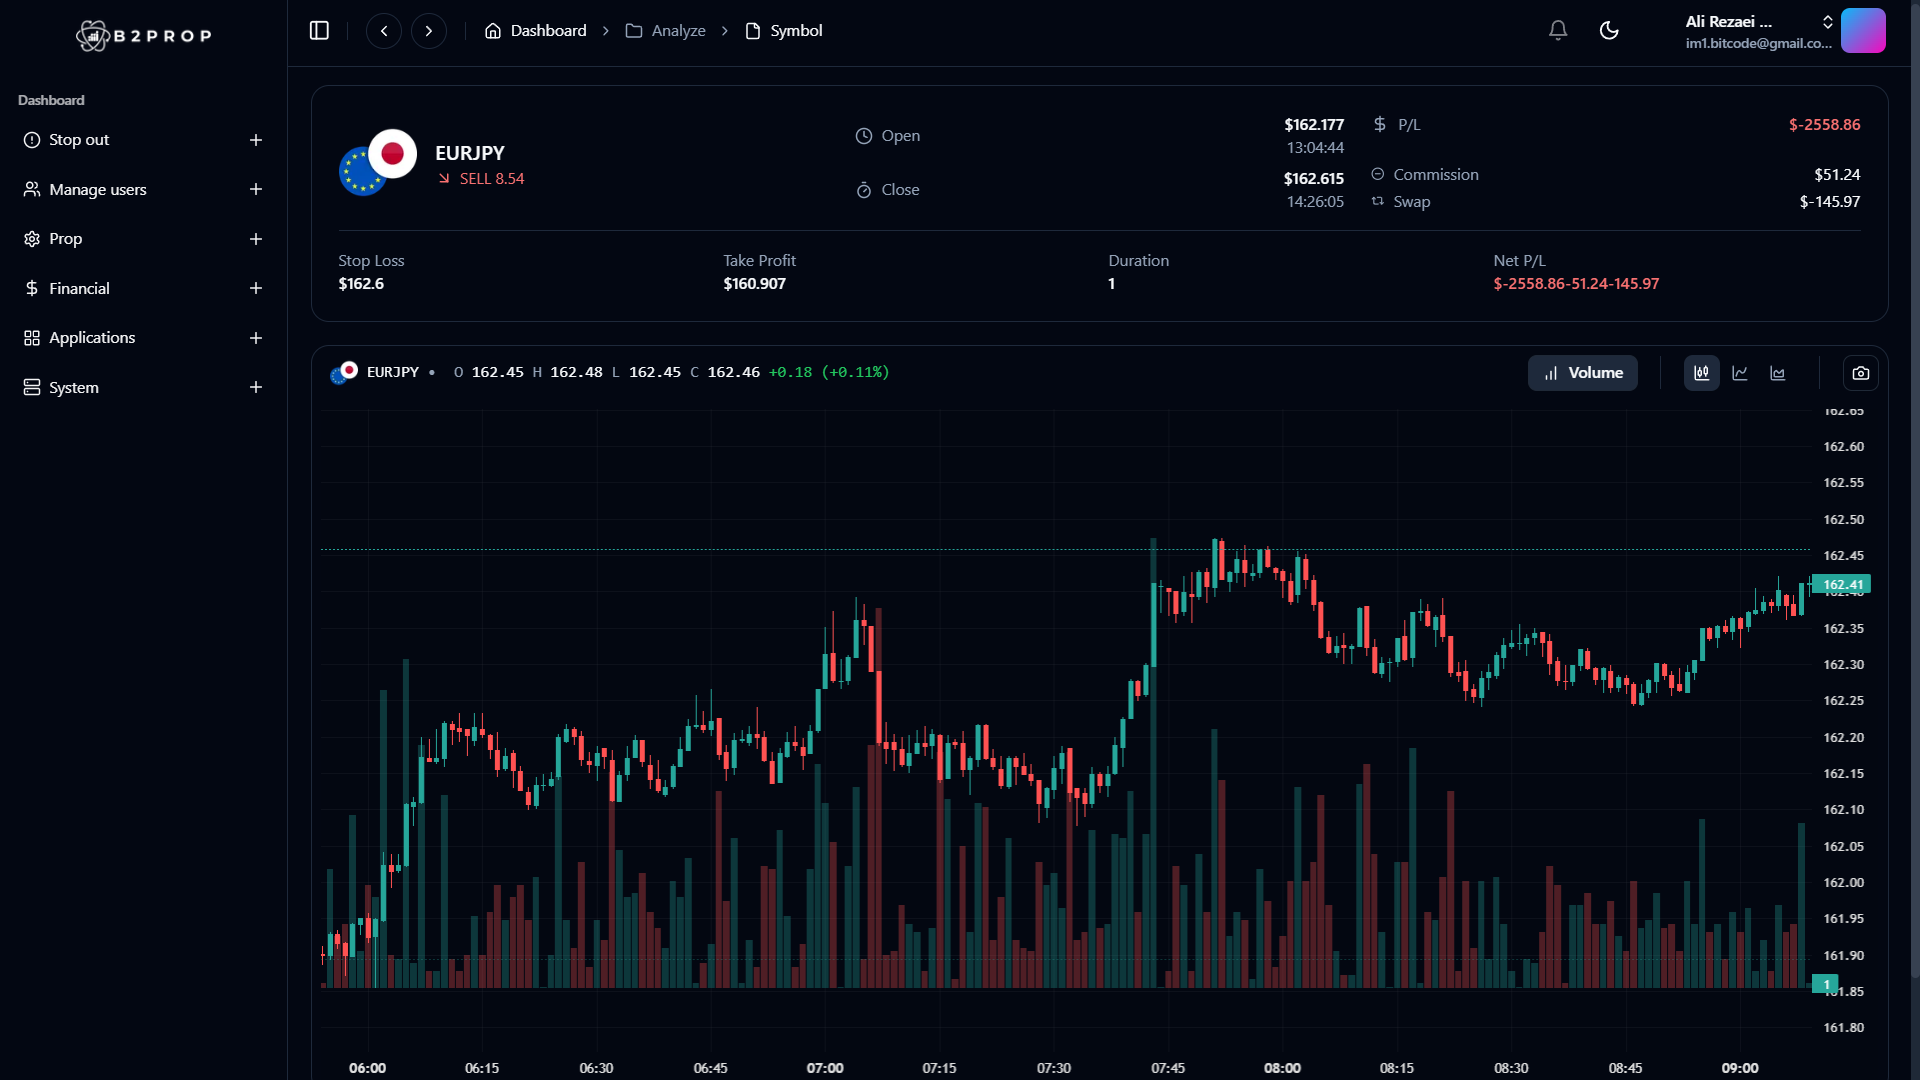 B2PROP
Dashboard
Stop out
Manage users
Prop
Financial
Applications
System
Dashboard
Analyze
Symbol
Ali Rezaei ...
im1.bitcode@gmail.co...
EURJPY
SELL 8.54
Open
$162.177
13:04:44
Close
$162.615
14:26:05
P/L
$-2558.86
Commission
$51.24
Swap
$-145.97
Stop Loss
$162.6
Take Profit
$160.907
Duration
1
Net P/L
$-2558.86-51.24-145.97
EURJPY • O 162.45 H 162.48 L 162.45 C 162.46 +0.18 (+0.11%)
Volume
162.65
162.60
162.55
162.50
162.45
162.41
162.40
162.35
162.30
162.25
162.20
162.15
162.10
162.05
162.00
161.95
161.90
1
161.85
161.80
06:00
06:15
06:30
06:45
07:00
07:15
07:30
07:45
08:00
08:15
08:30
08:45
09:00